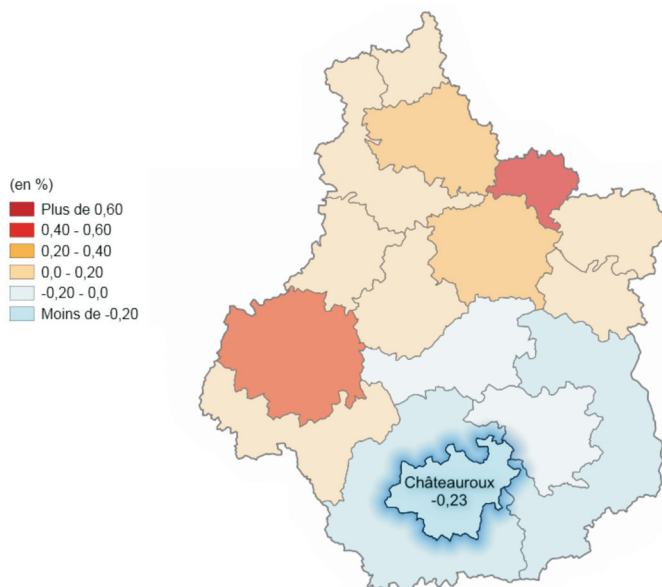 (en %)
Plus de 0,60
0,40 - 0,60
0,20 - 0,40
0,0 - 0,20
-0,20 - 0,0
Moins de -0,20
Châteauroux
-0,23